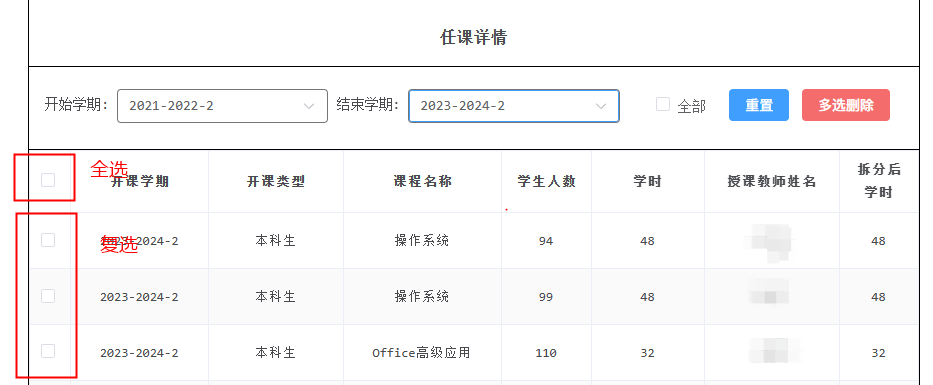 任课详情
开始学期: 2021-2022-2 结束学期: 2023-2024-2 全部 重置 多选删除
全选
开课学期 开课类型 课程名称 学生人数 学时 授课教师姓名 拆分后学时
复选
2023-2024-2 本科生 操作系统 94 48 48
2023-2024-2 本科生 操作系统 99 48 48
2023-2024-2 本科生 Office高级应用 110 32 32